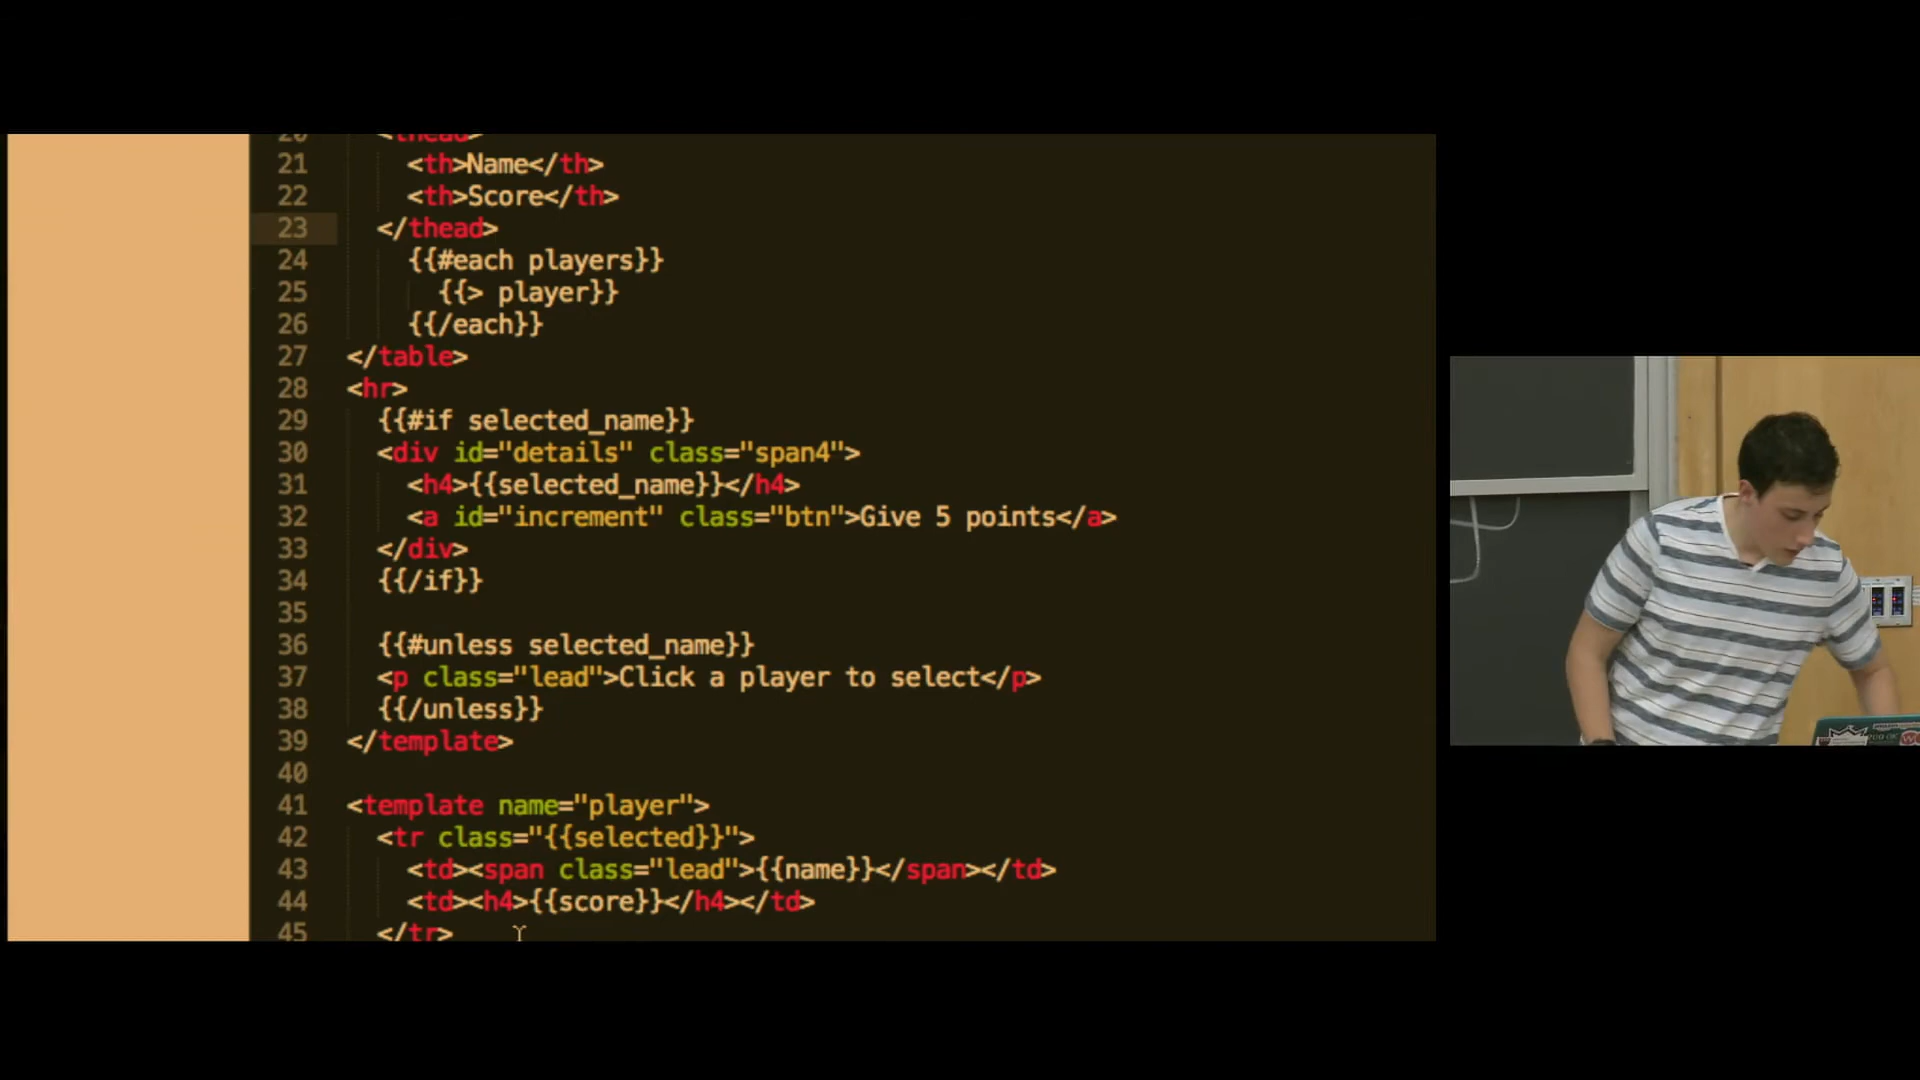 20 <thead>
21 <th>Name</th>
22 <th>Score</th>
23 </thead>
24 {{#each players}}
25 {{> player}}
26 {{/each}}
27 </table>
28 <hr>
29 {{#if selected_name}}
30 <div id="details" class="span4">
31 <h4>{{selected_name}}</h4>
32 <a id="increment" class="btn">Give 5 points</a>
33 </div>
34 {{/if}}
35
36 {{#unless selected_name}}
37 <p class="lead">Click a player to select</p>
38 {{/unless}}
39 </template>
40
41 <template name="player">
42 <tr class="{{selected}}">
43 <td><span class="lead">{{name}}</span></td>
44 <td><h4>{{score}}</h4></td>
45 </tr>